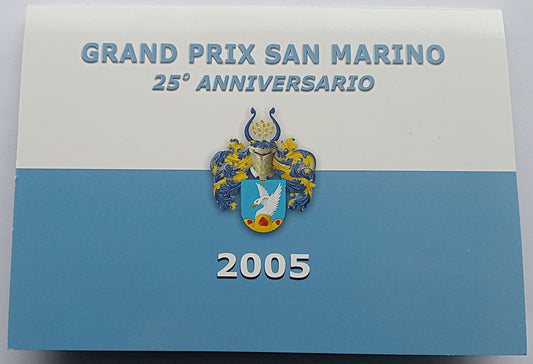 GRAND PRIX SAN MARINO
25° ANNIVERSARIO
2005